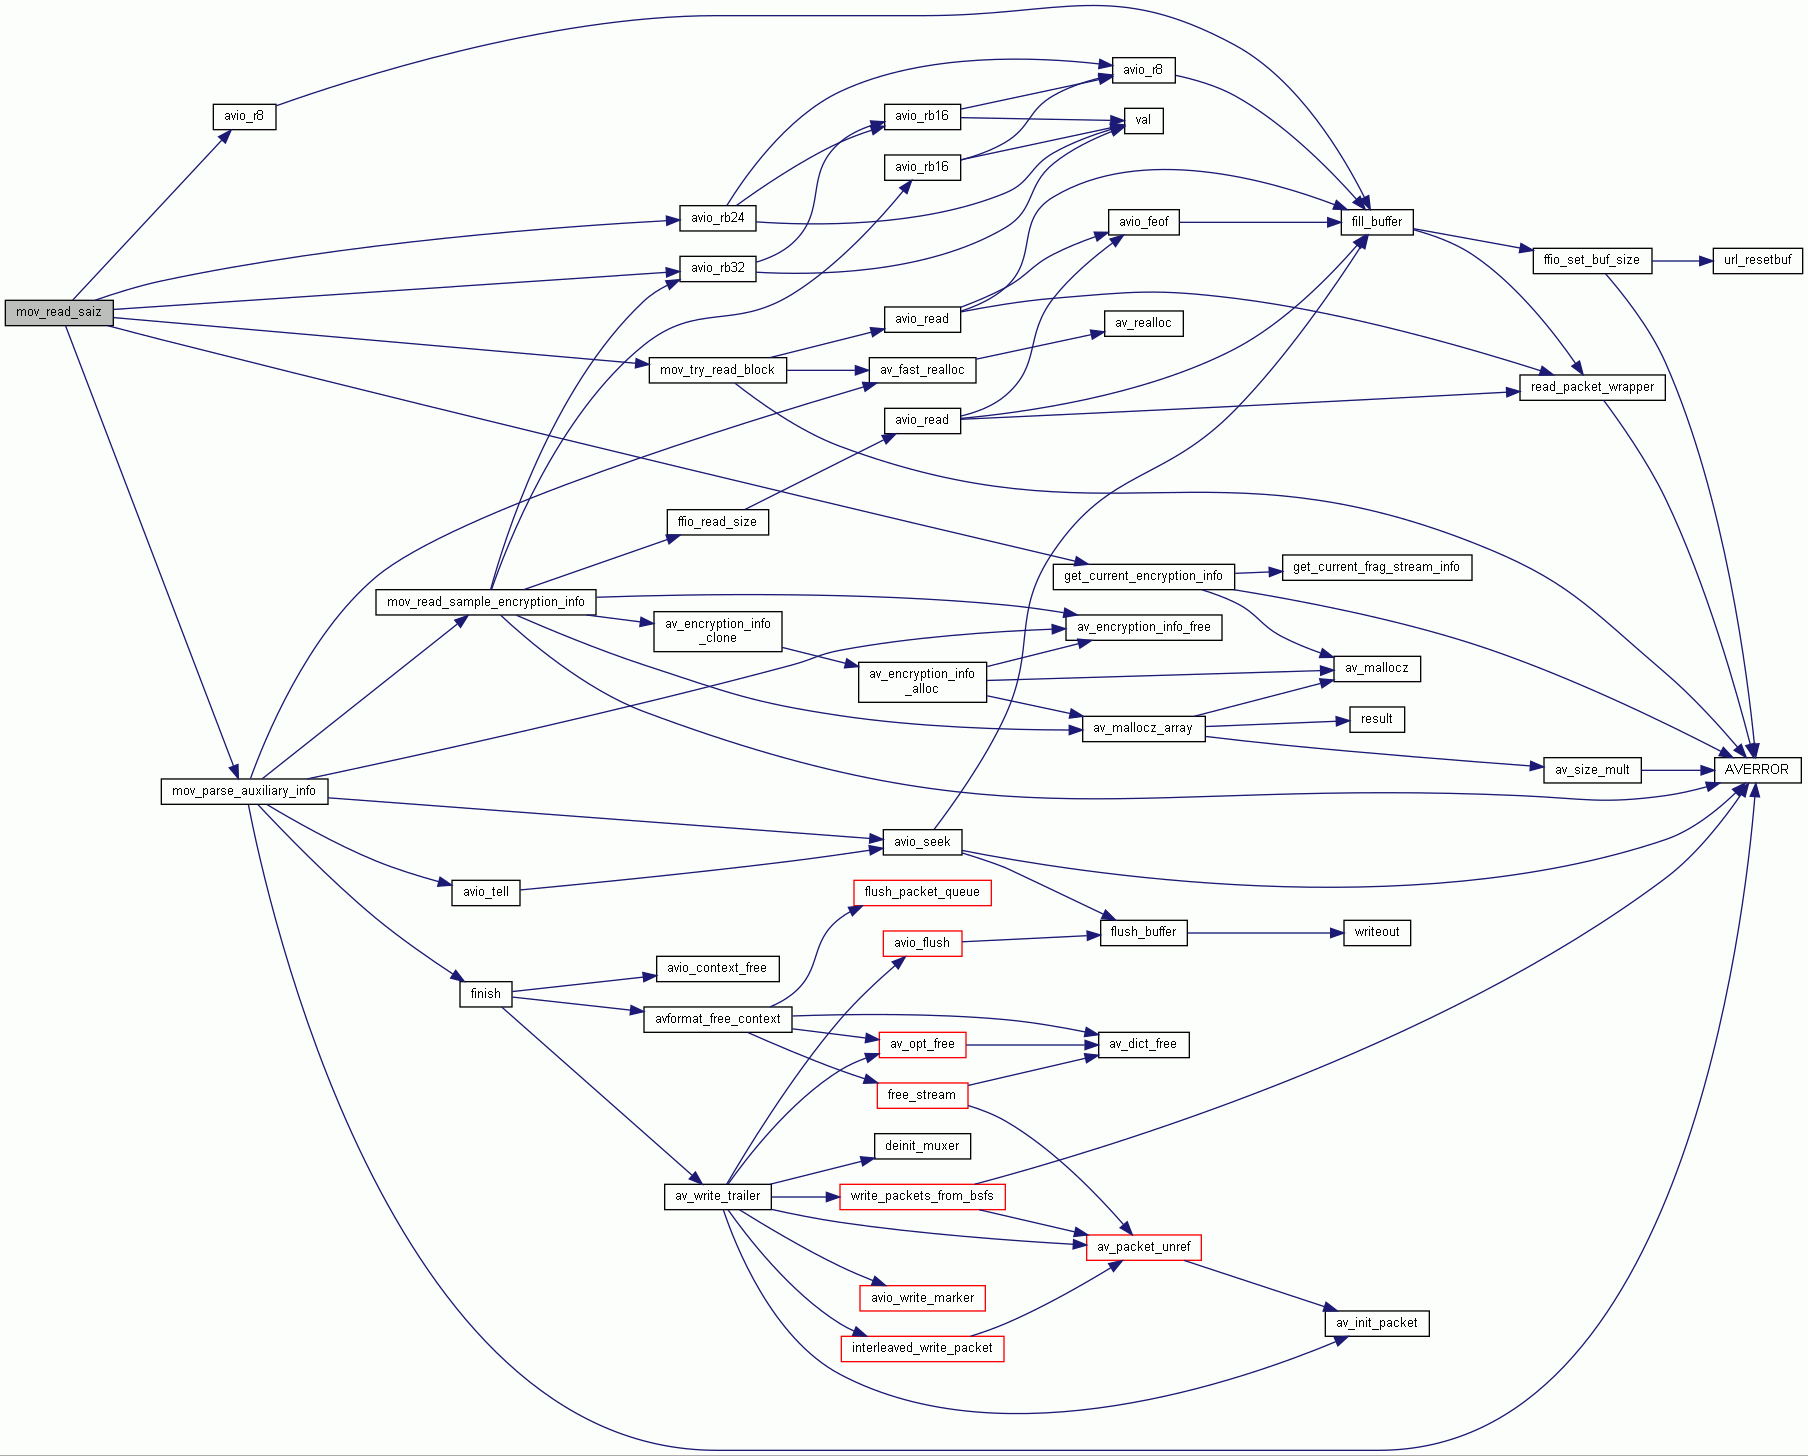 avio_r8
avio_r8
avio_rb16
val
avio_rb16
avio_rb24
avio_feof
fill_buffer
avio_rb32
ffio_set_buf_size
url_resetbuf
mov_read_saiz
avio_read
av_realloc
mov_try_read_block
av_fast_realloc
read_packet_wrapper
avio_read
ffio_read_size
get_current_encryption_info
get_current_frag_stream_info
mov_read_sample_encryption_info
av_encryption_info
_clone
av_encryption_info_free
av_encryption_info
_alloc
av_mallocz
av_mallocz_array
result
av_size_mult
AVERROR
mov_parse_auxiliary_info
avio_seek
avio_tell
flush_packet_queue
avio_flush
flush_buffer
writeout
avio_context_free
finish
avformat_free_context
av_opt_free
av_dict_free
free_stream
deinit_muxer
av_write_trailer
write_packets_from_bsfs
av_packet_unref
avio_write_marker
av_init_packet
interleaved_write_packet